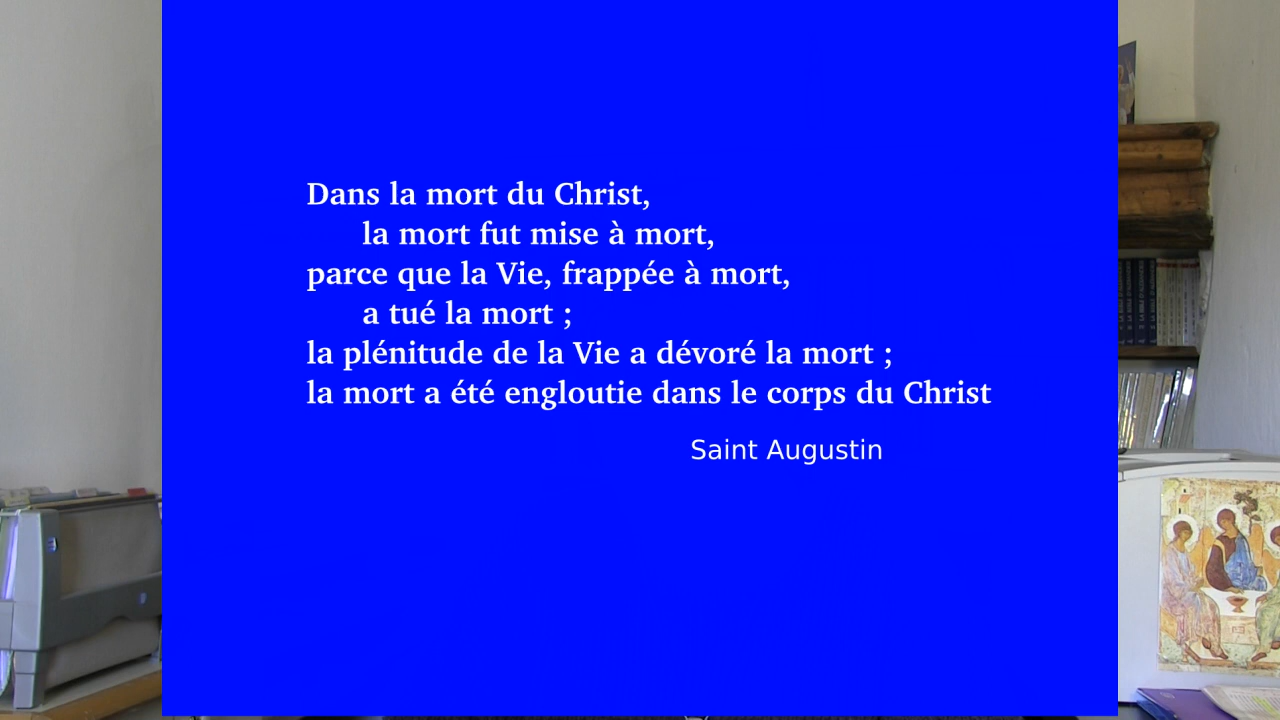 Dans la mort du Christ,
la mort fut mise à mort,
parce que la Vie, frappée à mort,
a tué la mort ;
la plénitude de la Vie a dévoré la mort ;
la mort a été engloutie dans le corps du Christ
Saint Augustin